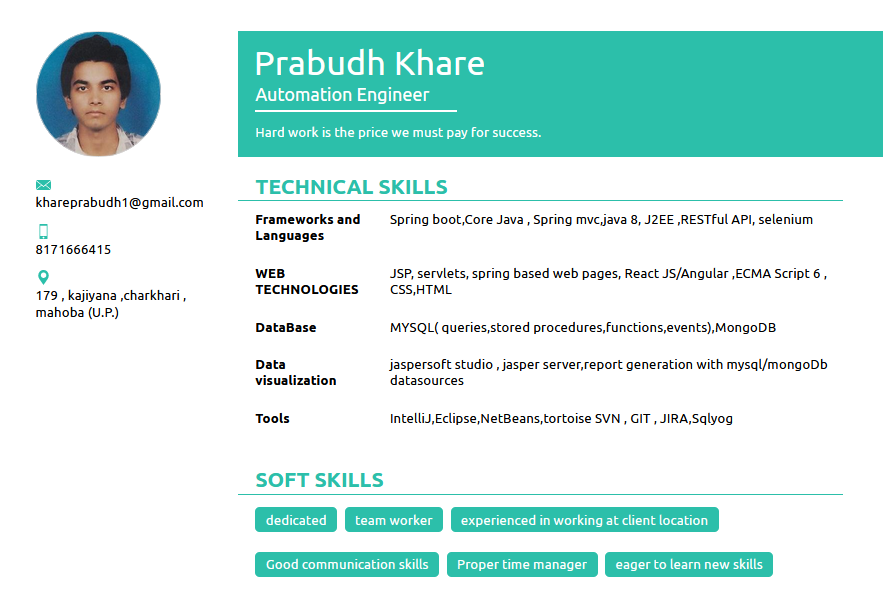 Prabudh Khare
Automation Engineer
Hard work is the price we must pay for success.
khareprabudh1@gmail.com
8171666415
179 , kajiyana ,charkhari ,
mahoba (U.P.)
TECHNICAL SKILLS
Frameworks and Languages
Spring boot,Core Java , Spring mvc,java 8, J2EE ,RESTful API, selenium
WEB TECHNOLOGIES
JSP, servlets, spring based web pages, React JS/Angular ,ECMA Script 6 ,
CSS,HTML
DataBase
MYSQL( queries,stored procedures,functions,events),MongoDB
Data visualization
jaspersoft studio , jasper server,report generation with mysql/mongoDb
datasources
Tools
IntelliJ,Eclipse,NetBeans,tortoise SVN , GIT , JIRA,Sqlyog
SOFT SKILLS
dedicated team worker experienced in working at client location
Good communication skills Proper time manager eager to learn new skills